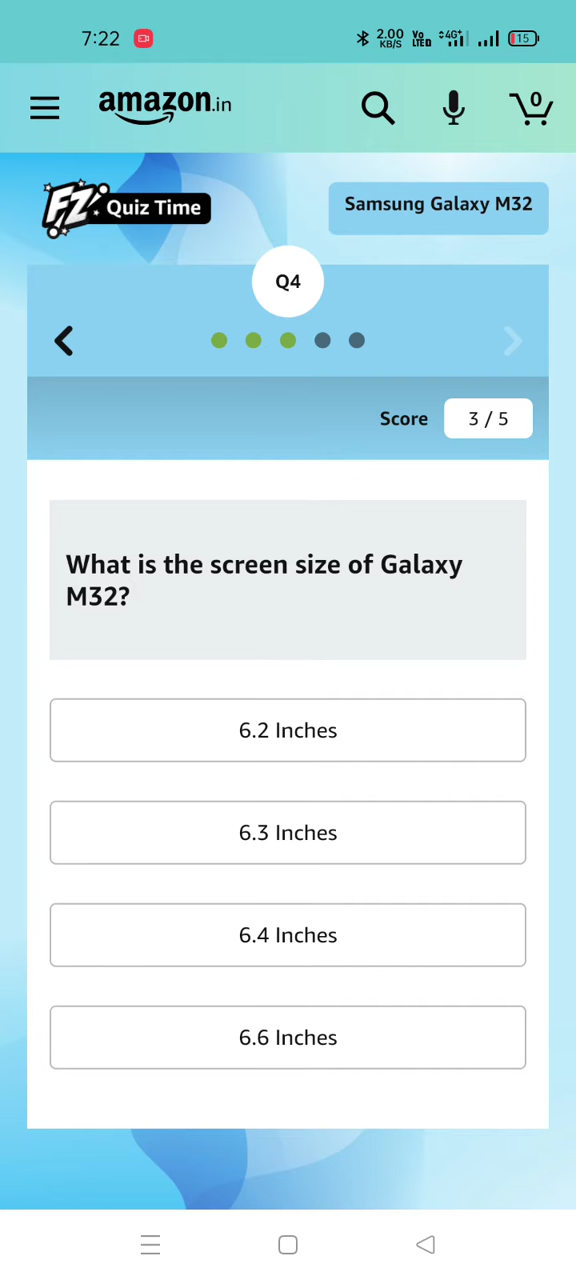 7:22 2.00 KB/S Vo LTED 4G+ 15
amazon.in 0
FZ Quiz Time Samsung Galaxy M32
Q4
Score 3 / 5
What is the screen size of Galaxy
M32?
6.2 Inches
6.3 Inches
6.4 Inches
6.6 Inches